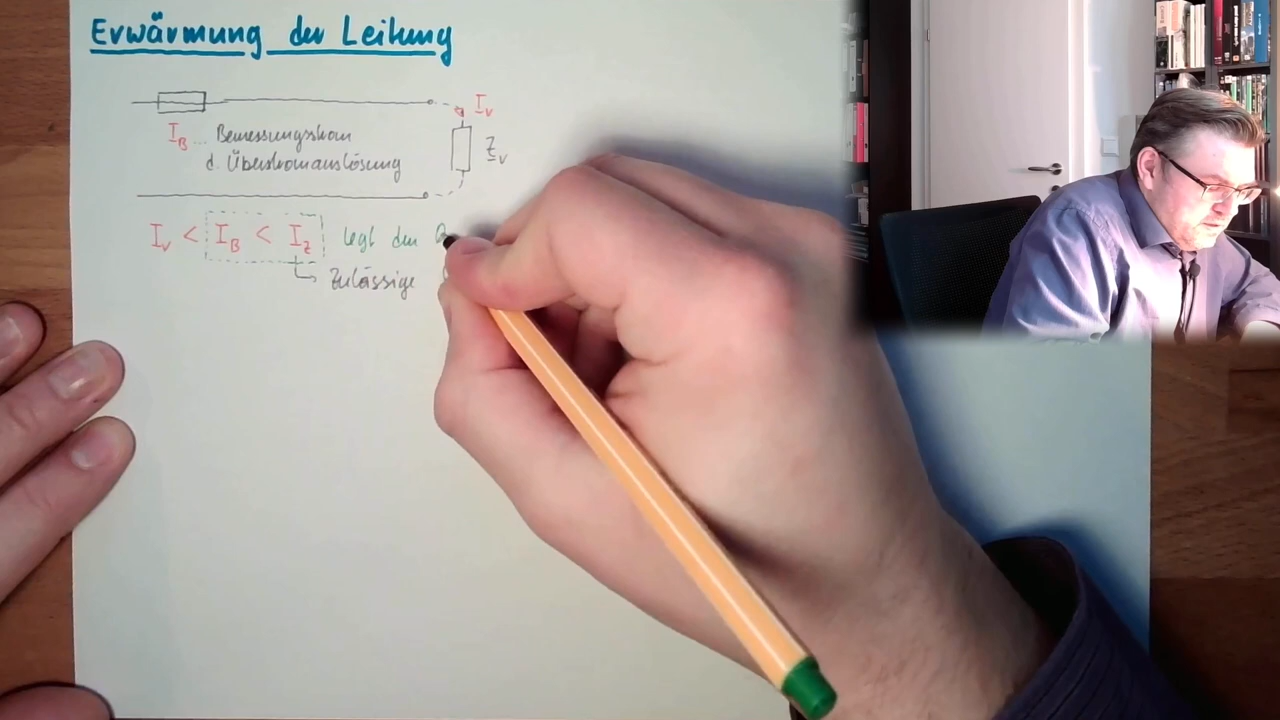 Erwärmung der Leitung
I_v
I_B ... Bemessungsstrom
d. Überstromauslösung
Z_v
I_v < I_B < I_z legt den
Zulässige